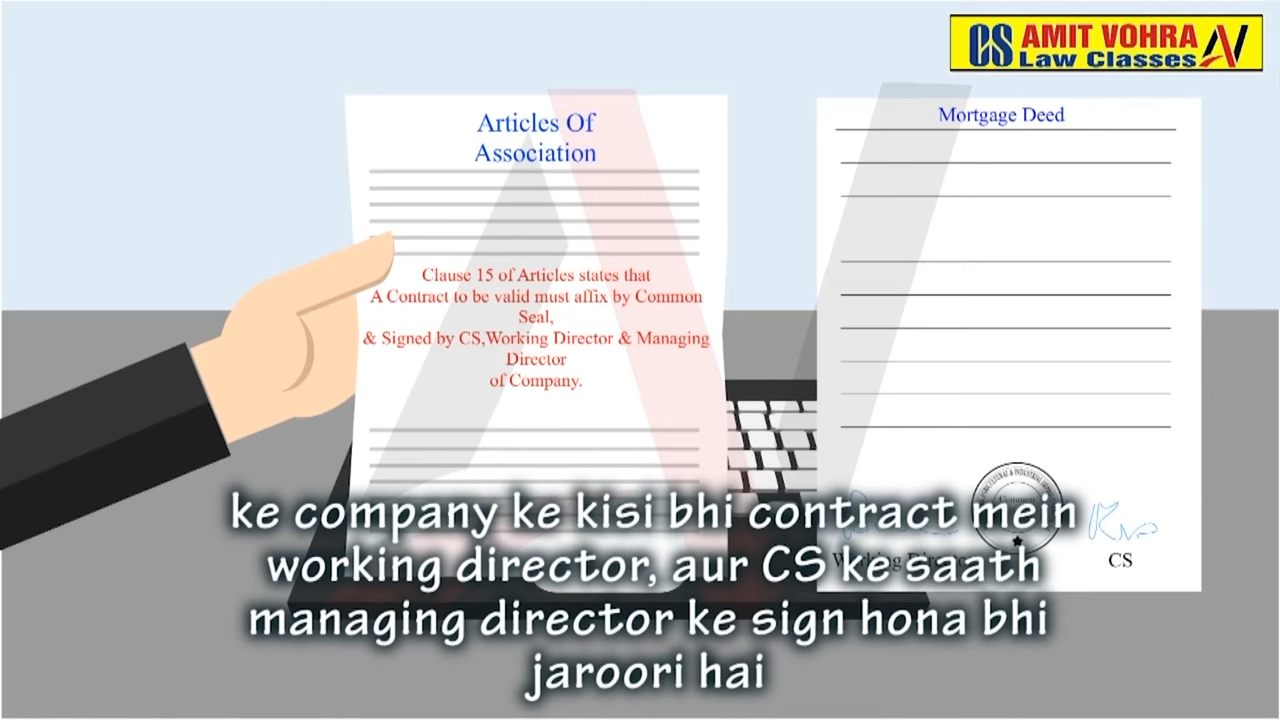 CS AMIT VOHRA
Law Classes
Articles Of
Association
Clause 15 of Articles states that
A Contract to be valid must affix by Common
Seal,
& Signed by CS,Working Director & Managing
Director
of Company.
Mortgage Deed
CS
ke company ke kisi bhi contract mein
working director, aur CS ke saath
managing director ke sign hona bhi
jaroori hai